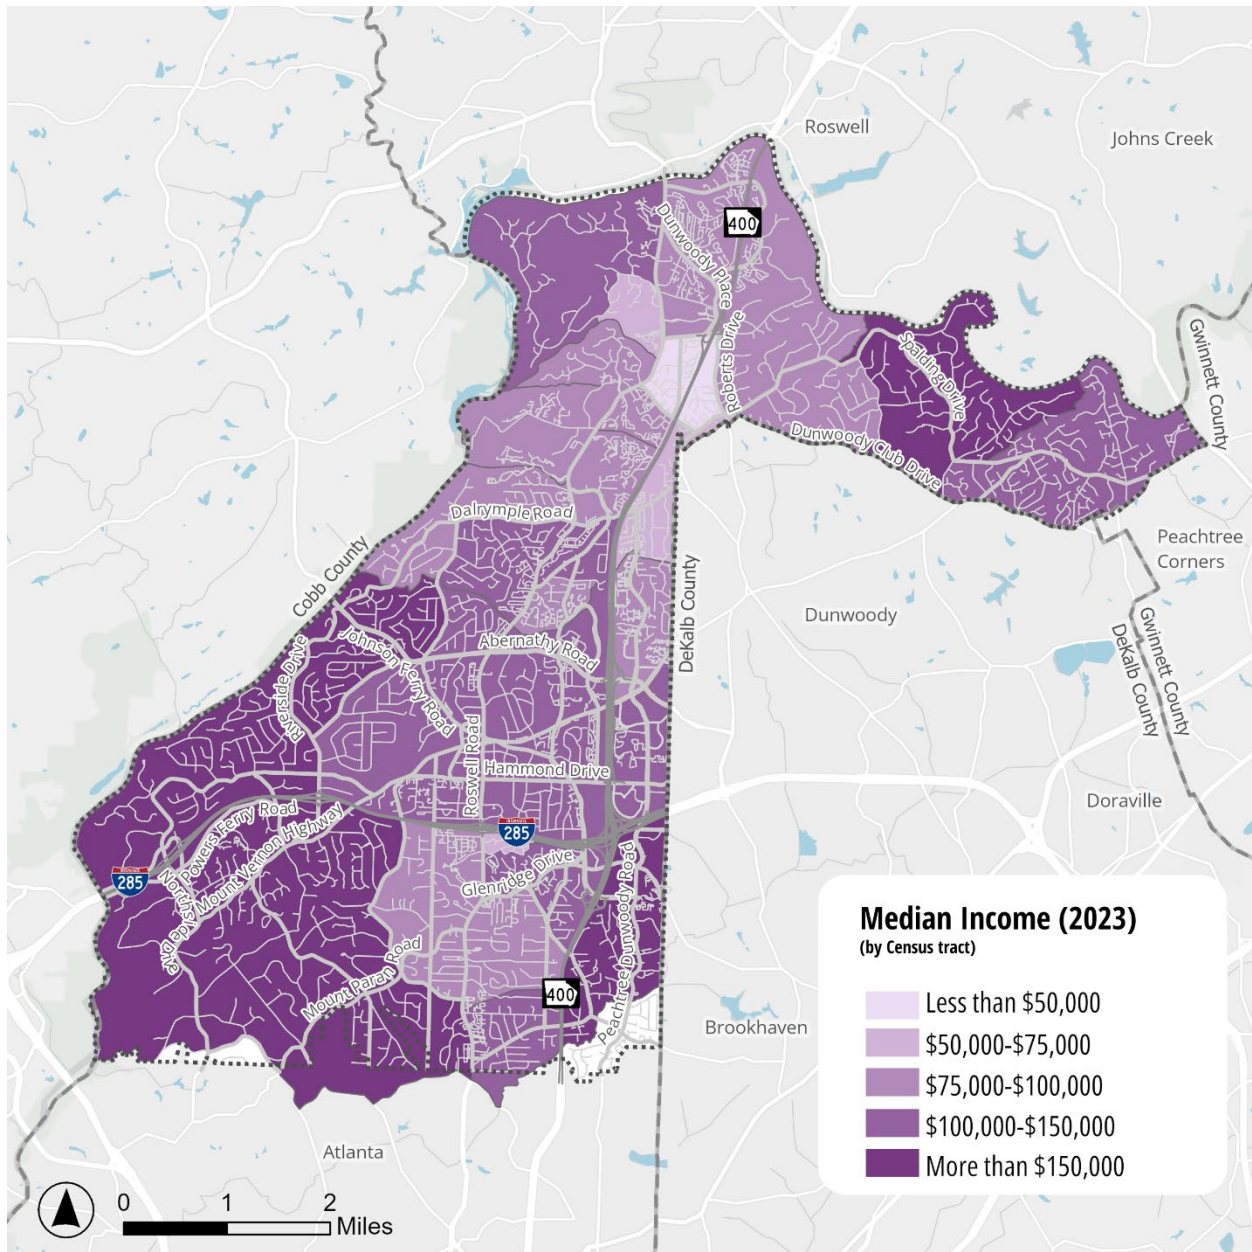 Roswell
Johns Creek
400
Dunwoody Place
Roberts Drive
Spalding Drive
Gwinnett County
Dunwoody Club Drive
Dalrymple Road
Cobb County
Peachtree
Corners
DeKalb County
Dunwoody
Gwinnett County
DeKalb County
Johnson Ferry Road
Abernathy Road
Riverside Drive
Roswell Road
Hammond Drive
Doraville
Powers Ferry Road
Mount Vernon Highway
INTERSTATE
285
INTERSTATE
285
Northside Drive
Glenridge Drive
Peachtree Dunwoody Road
Mount Paran Road
400
Brookhaven
Atlanta
Median Income (2023)
(by Census tract)
Less than $50,000
$50,000-$75,000
$75,000-$100,000
$100,000-$150,000
More than $150,000
0 1 2
Miles